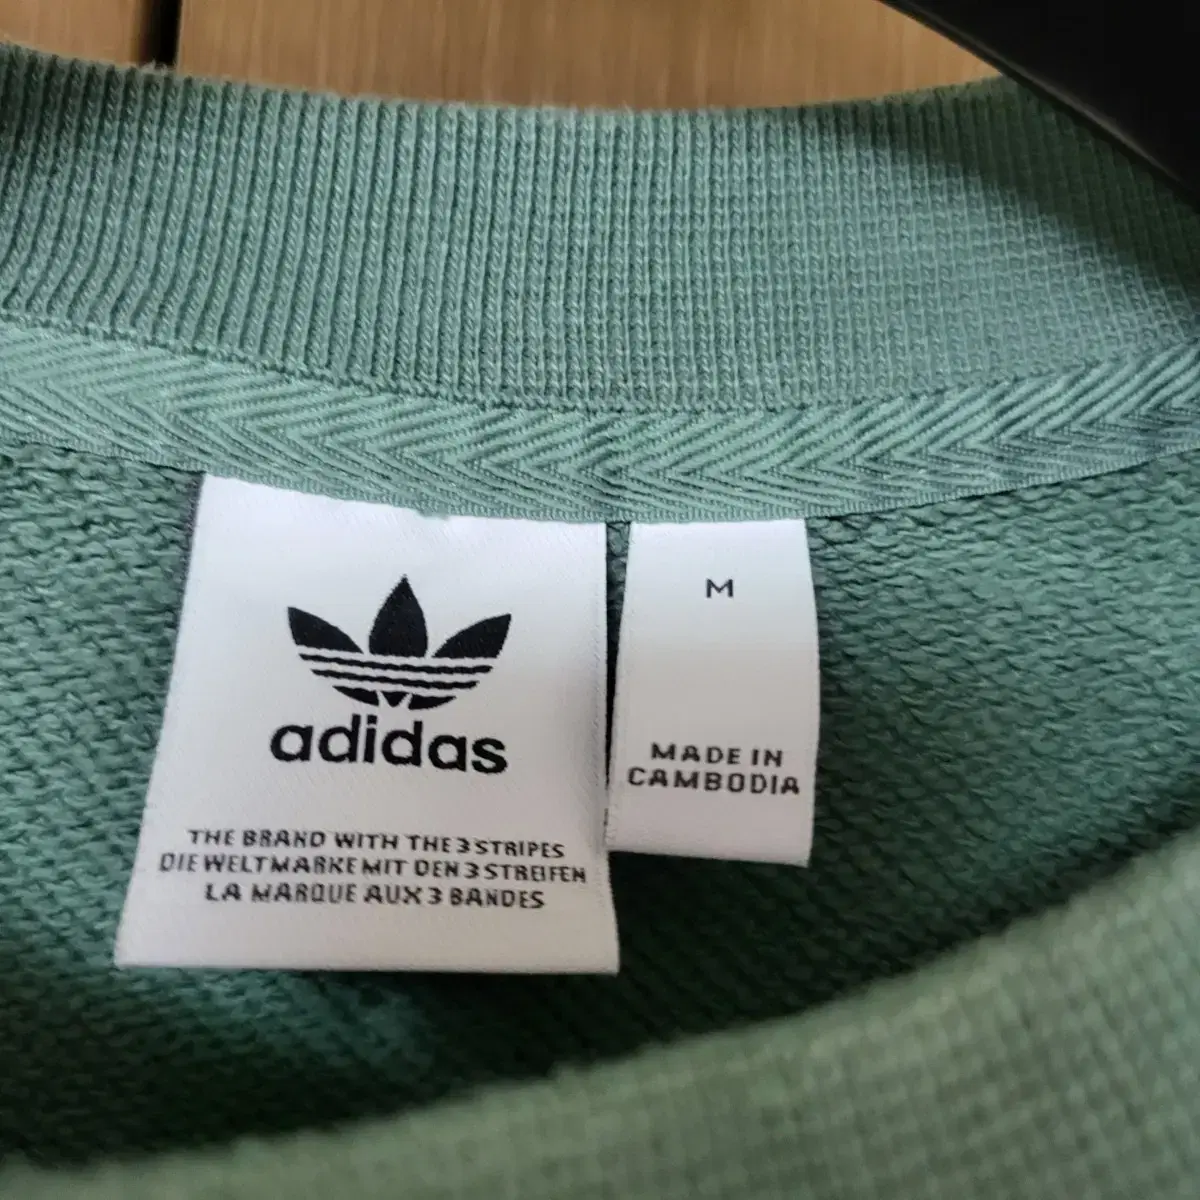 adidas
THE BRAND WITH THE 3 STRIPES
DIE WELTMARKE MIT DEN 3 STREIFEN
LA MARQUE AUX 3 BANDES
M
MADE IN
CAMBODIA